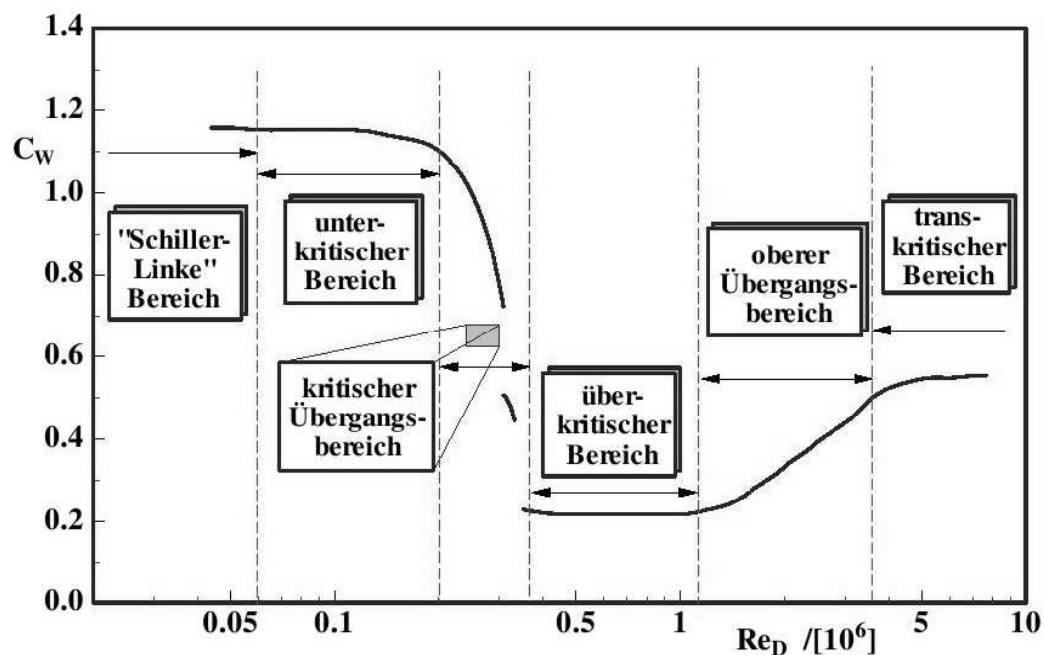 1.4
1.2
C_W
1.0
0.8
0.6
0.4
0.2
0.0
"Schiller-
Linke"
Bereich
unter-
kritischer
Bereich
kritischer
Übergangs-
bereich
über-
kritischer
Bereich
oberer
Übergangs-
bereich
trans-
kritischer
Bereich
0.05
0.1
0.5
1
5
10
Re_D /[10⁶]